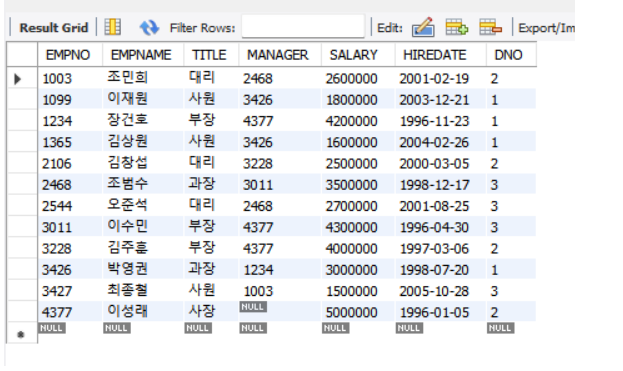 Result Grid Filter Rows: Edit: Export/Im
EMPNO EMPNAME TITLE MANAGER SALARY HIREDATE DNO
1003 조민희 대리 2468 2600000 2001-02-19 2
1099 이재원 사원 3426 1800000 2003-12-21 1
1234 장건호 부장 4377 4200000 1996-11-23 1
1365 김상원 사원 3426 1600000 2004-02-26 1
2106 김창섭 대리 3228 2500000 2000-03-05 2
2468 조범수 과장 3011 3500000 1998-12-17 3
2544 오준석 대리 2468 2700000 2001-08-25 3
3011 이수민 부장 4377 4300000 1996-04-30 3
3228 김주훈 부장 4377 4000000 1997-03-06 2
3426 박영권 과장 1234 3000000 1998-07-20 1
3427 최종철 사원 1003 1500000 2005-10-28 3
4377 이성래 사장 NULL 5000000 1996-01-05 2
NULL NULL NULL NULL NULL NULL NULL